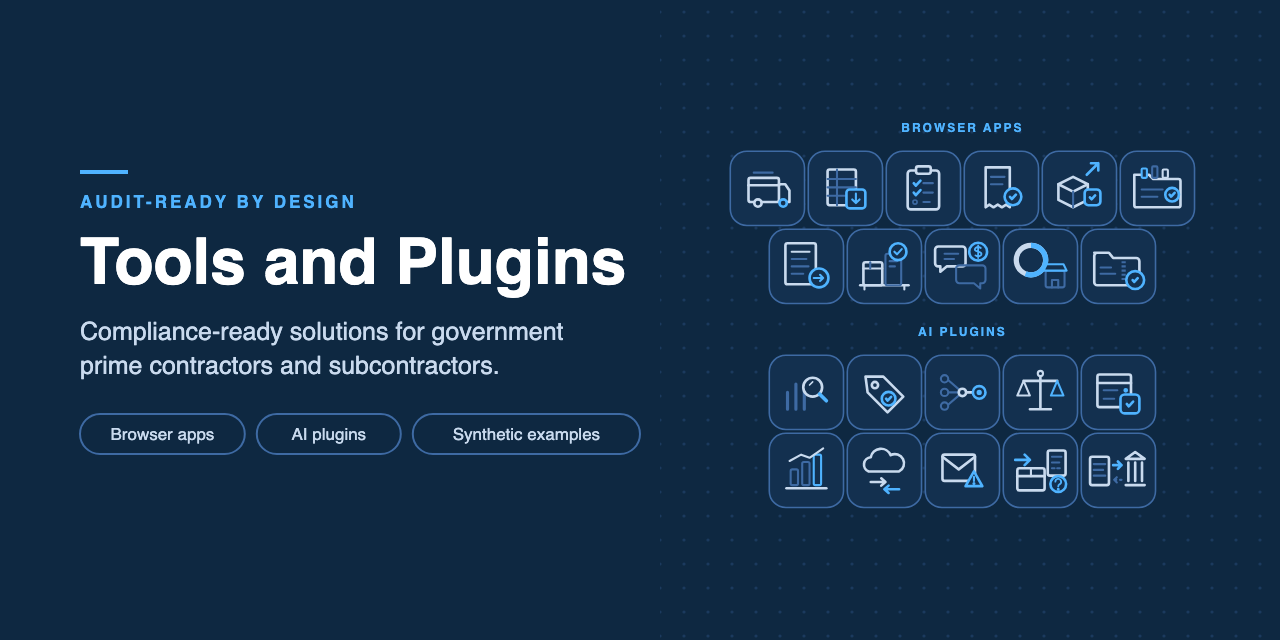 AUDIT-READY BY DESIGN
Tools and Plugins
Compliance-ready solutions for government
prime contractors and subcontractors.
Browser apps
AI plugins
Synthetic examples
BROWSER APPS
$
AI PLUGINS
?